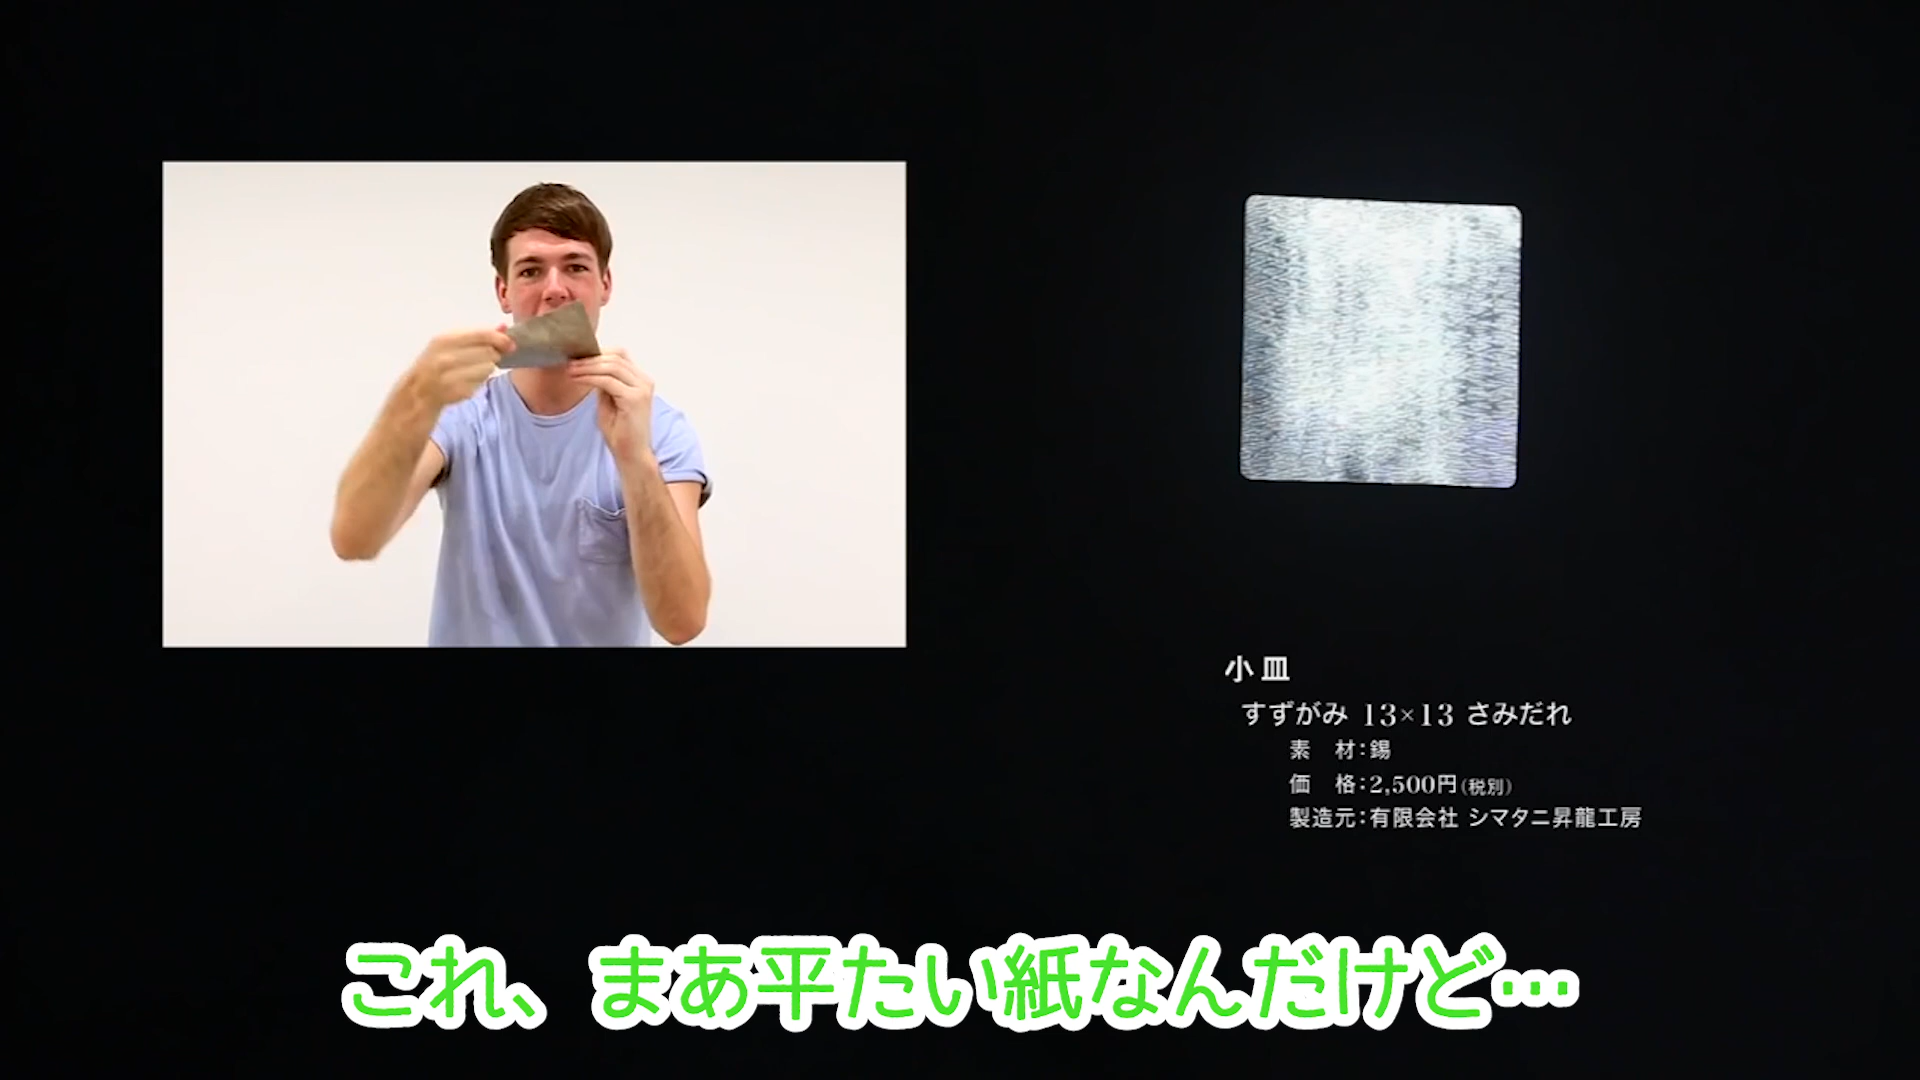 小皿
すずがみ 13×13 さみだれ
素　材：錫
価　格：2,500円(税別)
製造元：有限会社 シマタニ昇龍工房
これ、まあ平たい紙なんだけど…